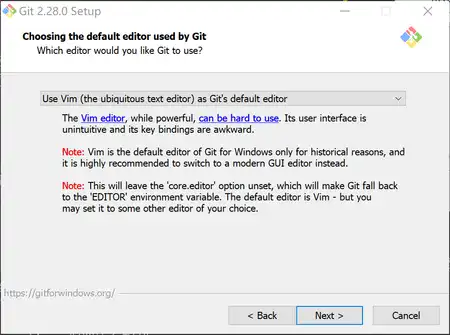 Git 2.28.0 Setup
Choosing the default editor used by Git
Which editor would you like Git to use?
Use Vim (the ubiquitous text editor) as Git's default editor
The Vim editor, while powerful, can be hard to use. Its user interface is
unintuitive and its key bindings are awkward.
Note: Vim is the default editor of Git for Windows only for historical reasons, and
it is highly recommended to switch to a modern GUI editor instead.
Note: This will leave the 'core.editor' option unset, which will make Git fall back
to the 'EDITOR' environment variable. The default editor is Vim - but you
may set it to some other editor of your choice.
https://gitforwindows.org/
< Back
Next >
Cancel